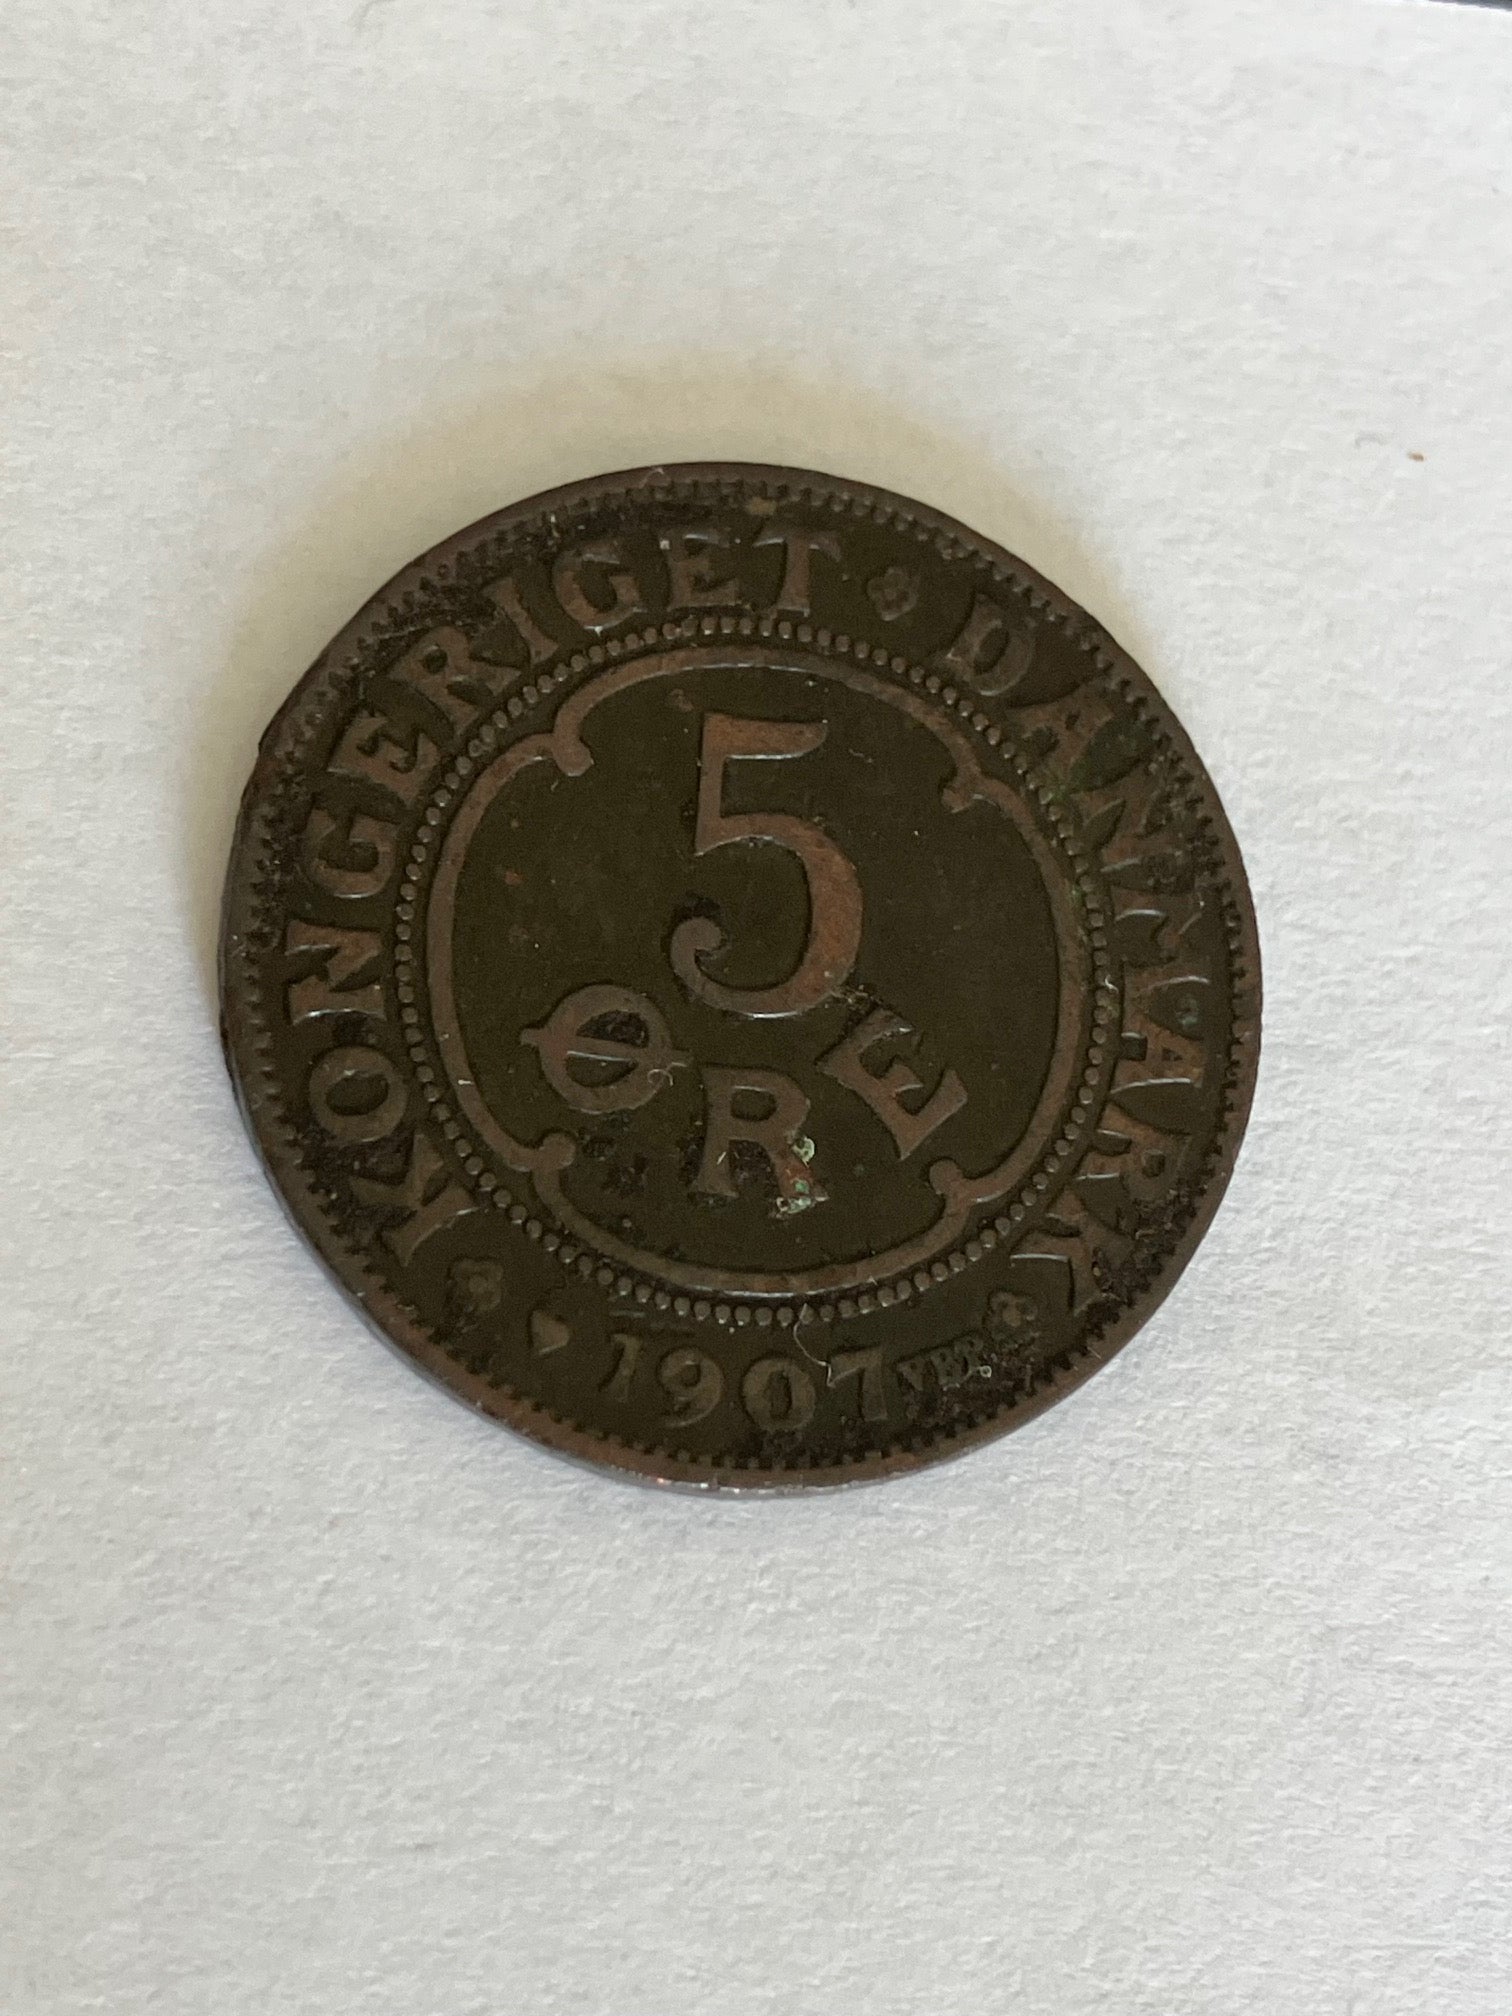 KONGERIGET DANMARK
5
ØRE
1907 VBP